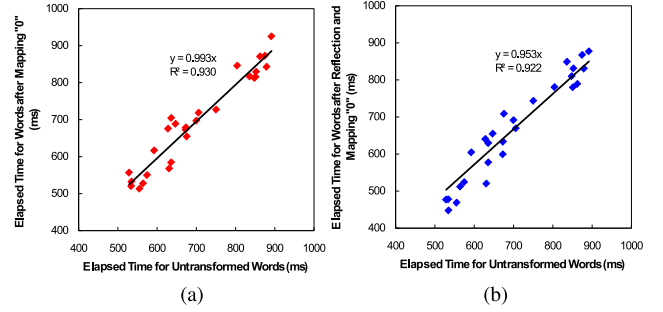 Elapsed Time for Words after Mapping "0"
(ms)
1000
900
800
700
600
500
400
y = 0.993x
R² = 0.930
400 500 600 700 800 900 1000
Elapsed Time for Untransformed Words (ms)
(a)
Elapsed Time for Words after Reflection and
Mapping "0" (ms)
1000
900
800
700
600
500
400
y = 0.953x
R² = 0.922
400 500 600 700 800 900 1000
Elapsed Time for Untransformed Words (ms)
(b)